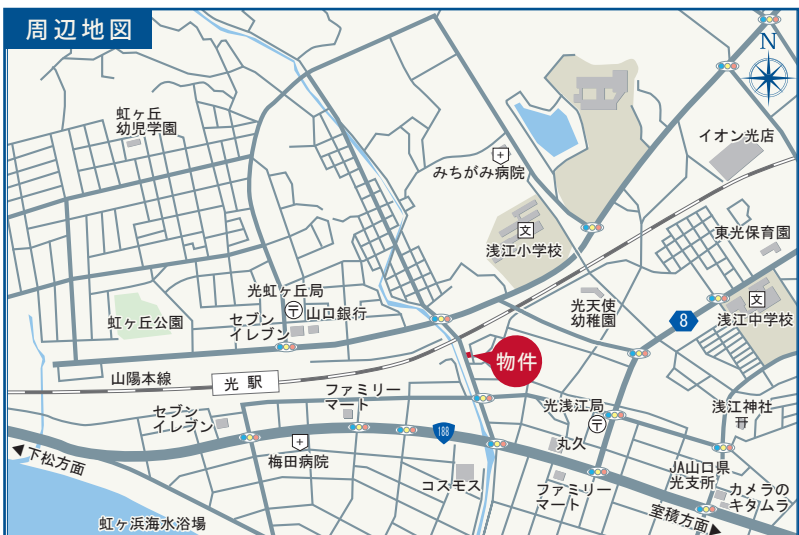 周辺地図
N
虹ヶ丘
幼児学園
イオン光店
みちがみ病院
文
浅江小学校
東光保育園
光虹ヶ丘局
〒
山口銀行
セブン
イレブン
虹ヶ丘公園
光天使
幼稚園
8
文
浅江中学校
物件
山陽本線
光駅
ファミリー
マート
セブン
イレブン
光浅江局
〒
浅江神社
188
丸久
梅田病院
下松方面
コスモス
ファミリー
マート
JA山口県
光支所
カメラの
キタムラ
室積方面
虹ヶ浜海水浴場